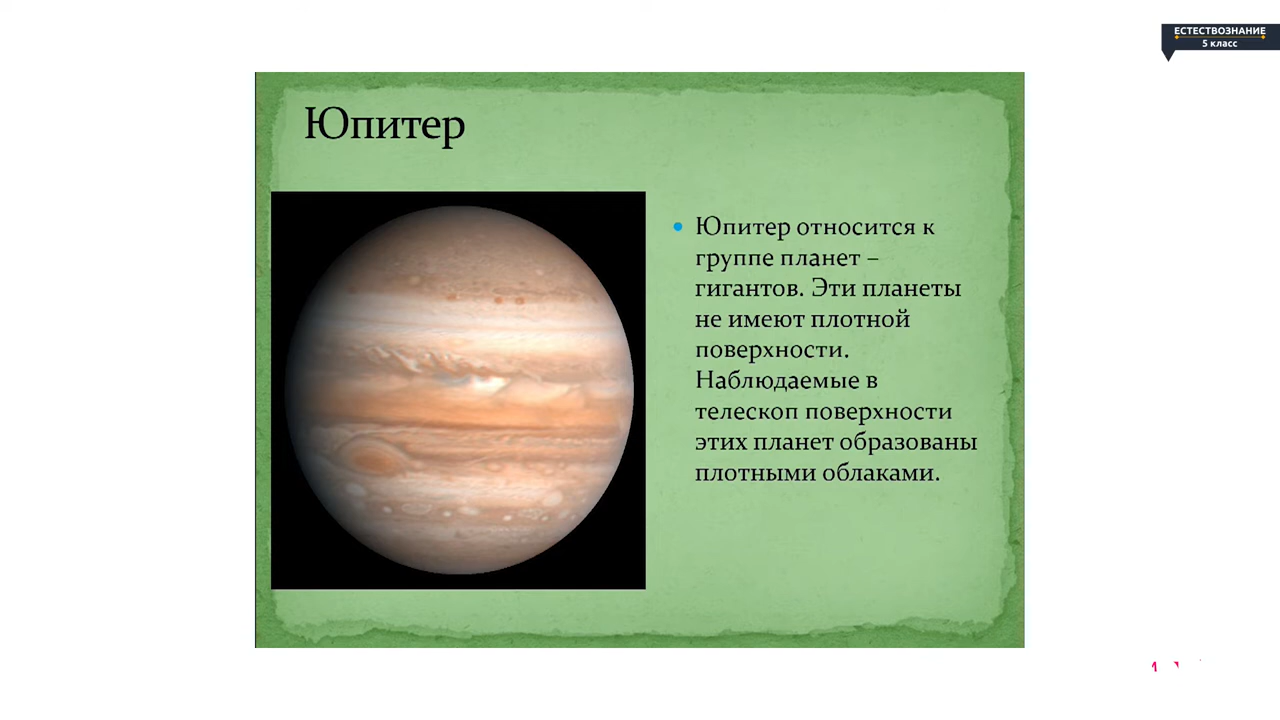 ЕСТЕСТВОЗНАНИЕ
5 класс
Юпитер
• Юпитер относится к
группе планет –
гигантов. Эти планеты
не имеют плотной
поверхности.
Наблюдаемые в
телескоп поверхности
этих планет образованы
плотными облаками.